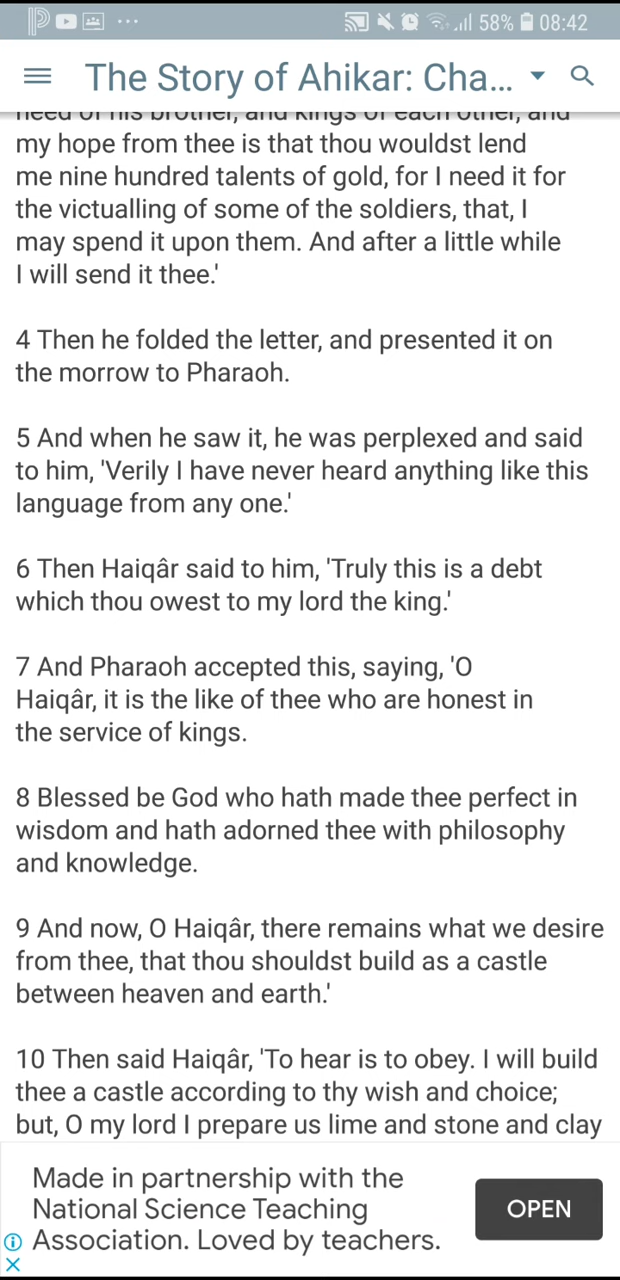 58% 08:42
The Story of Ahikar: Cha...
need of his brother, and kings of each other, and
my hope from thee is that thou wouldst lend
me nine hundred talents of gold, for I need it for
the victualling of some of the soldiers, that, I
may spend it upon them. And after a little while
I will send it thee.'
4 Then he folded the letter, and presented it on
the morrow to Pharaoh.
5 And when he saw it, he was perplexed and said
to him, 'Verily I have never heard anything like this
language from any one.'
6 Then Haiqâr said to him, 'Truly this is a debt
which thou owest to my lord the king.'
7 And Pharaoh accepted this, saying, 'O
Haiqâr, it is the like of thee who are honest in
the service of kings.
8 Blessed be God who hath made thee perfect in
wisdom and hath adorned thee with philosophy
and knowledge.
9 And now, O Haiqâr, there remains what we desire
from thee, that thou shouldst build as a castle
between heaven and earth.'
10 Then said Haiqâr, 'To hear is to obey. I will build
thee a castle according to thy wish and choice;
but, O my lord I prepare us lime and stone and clay
Made in partnership with the
National Science Teaching
Association. Loved by teachers.
OPEN